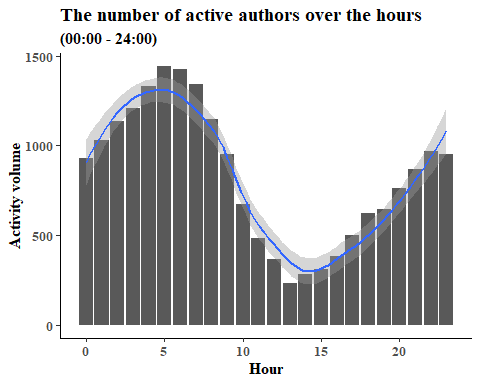 The number of active authors over the hours
(00:00 - 24:00)
1500
1000
500
0
Activity volume
0 5 10 15 20
Hour